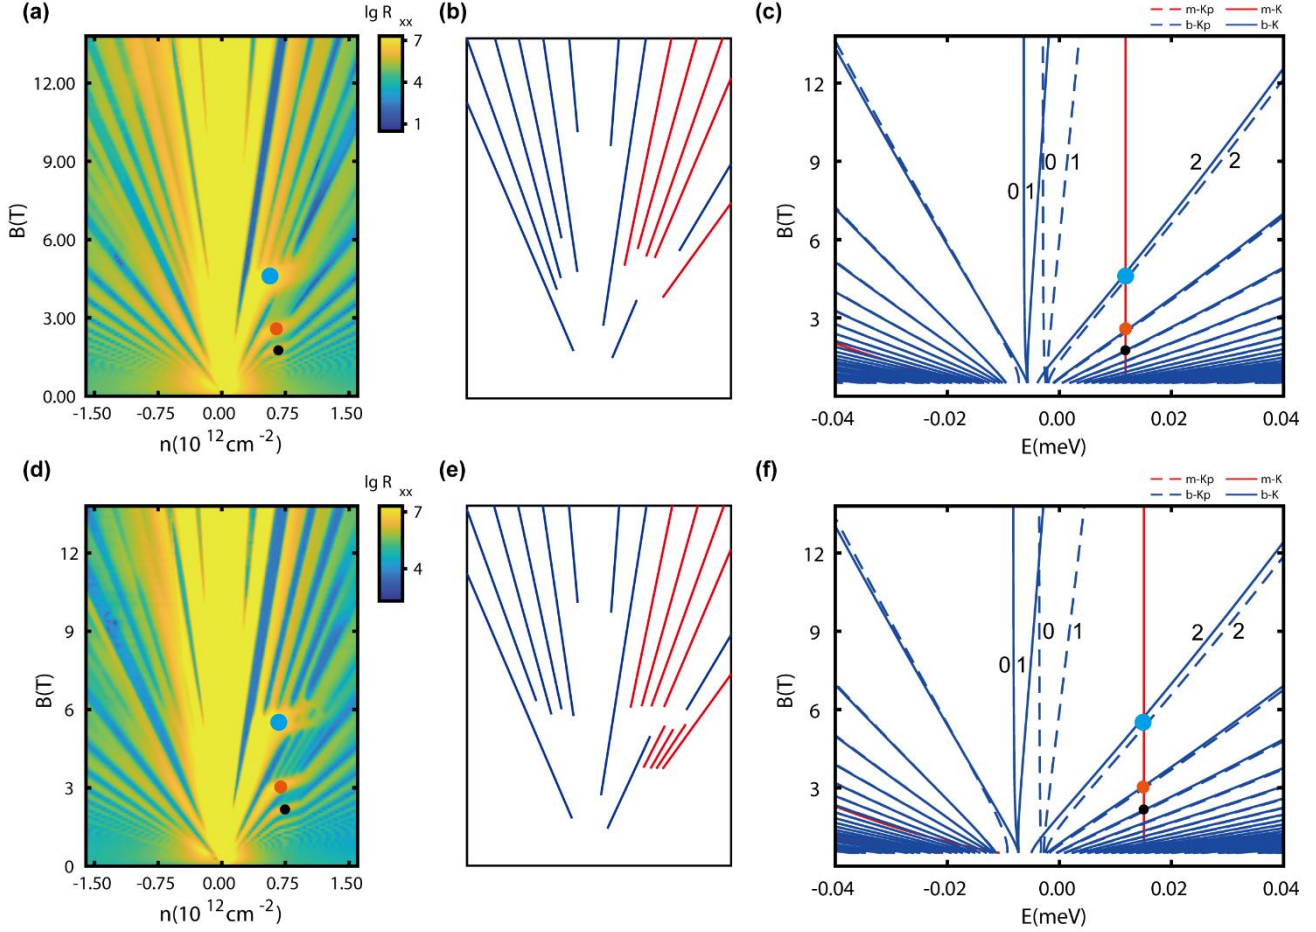 (a)
lg R xx
7
1
12.00
9.00
6.00
3.00
0.00
B(T)
-1.50 -0.75 0.00 0.75 1.50
n(10 12cm -2)
(b)
(c)
m-Kp m-K
b-Kp b-K
12
9
6
3
B(T)
0 1 0 1 2 2
-0.04 -0.02 0.00 0.02 0.04
E(meV)
(d)
lg R xx
7
4
12
9
6
3
0
B(T)
-1.50 -0.75 0.00 0.75 1.50
n(10 12cm -2)
(e)
(f)
m-Kp m-K
b-Kp b-K
12
9
6
3
B(T)
0 1 0 1 2 2
-0.04 -0.02 0.00 0.02 0.04
E(meV)